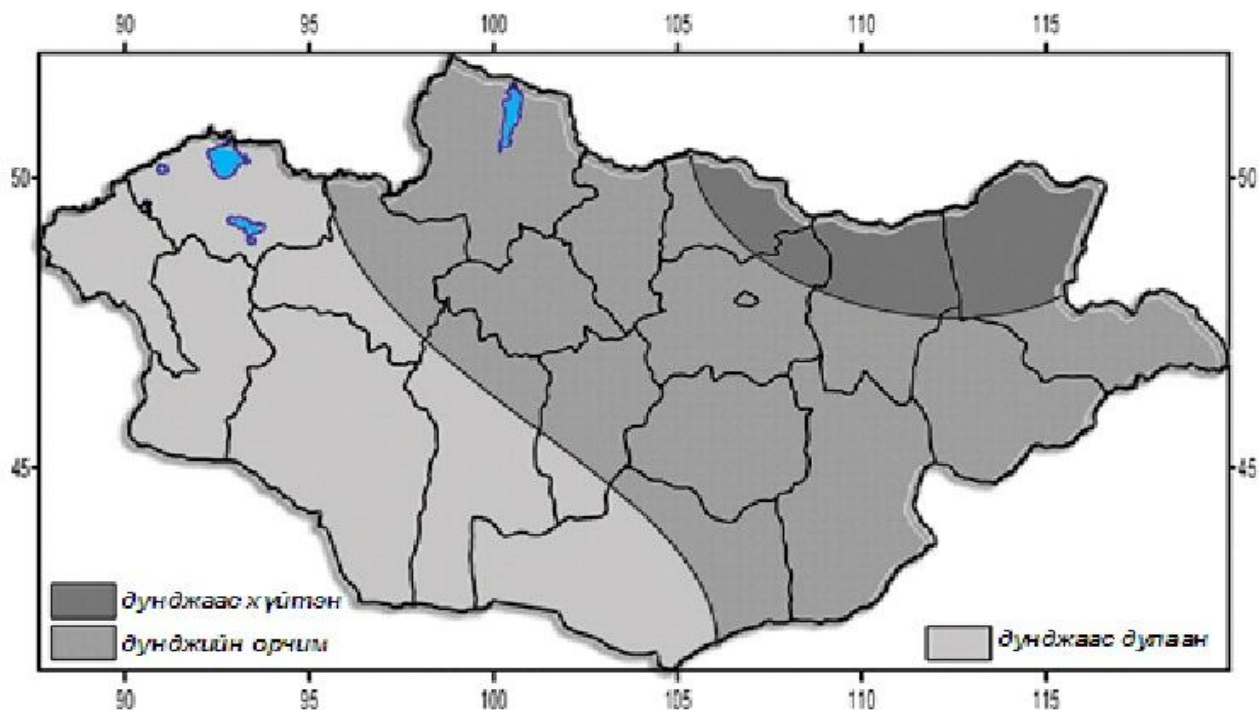 90 95 100 105 110 115
50 50
45 45
дунджаас хүйтэн
дунджийн орчим
дунджаас дулаан
90 95 100 105 110 115